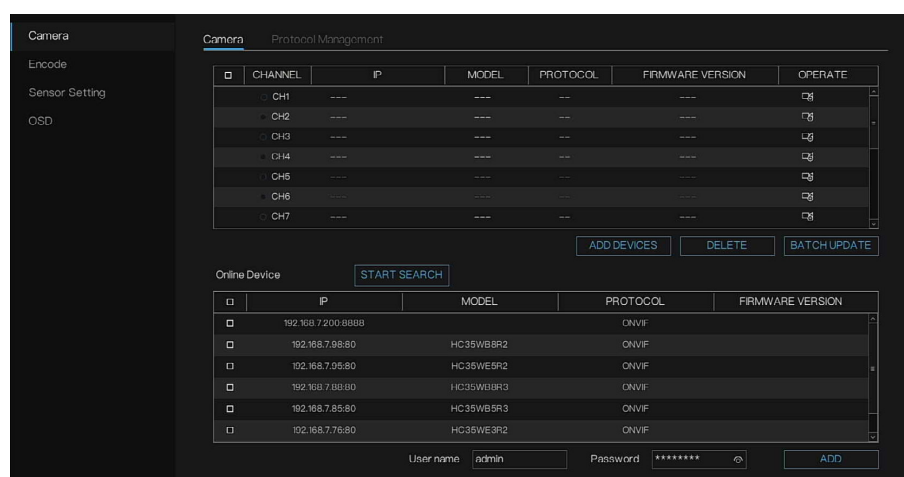 Camera
Encode
Sensor Setting
OSD
Camera Protocol Management
CHANNEL IP MODEL PROTOCOL FIRMWARE VERSION OPERATE
CH1 --- --- -- ---
CH2 --- --- -- ---
CH3 --- --- -- ---
CH4 --- --- -- ---
CH5 --- --- -- ---
CH6 --- --- -- ---
CH7 --- --- -- ---
ADD DEVICES DELETE BATCH UPDATE
Online Device START SEARCH
IP MODEL PROTOCOL FIRMWARE VERSION
192.168.7.200:8888 ONVIF
192.168.7.98:80 HC35WB8R2 ONVIF
192.168.7.95:80 HC35WE5R2 ONVIF
192.168.7.88:80 HC35WB8R3 ONVIF
192.168.7.85:80 HC35WB5R3 ONVIF
192.168.7.76:80 HC35WE3R2 ONVIF
User name admin Password ******** ADD